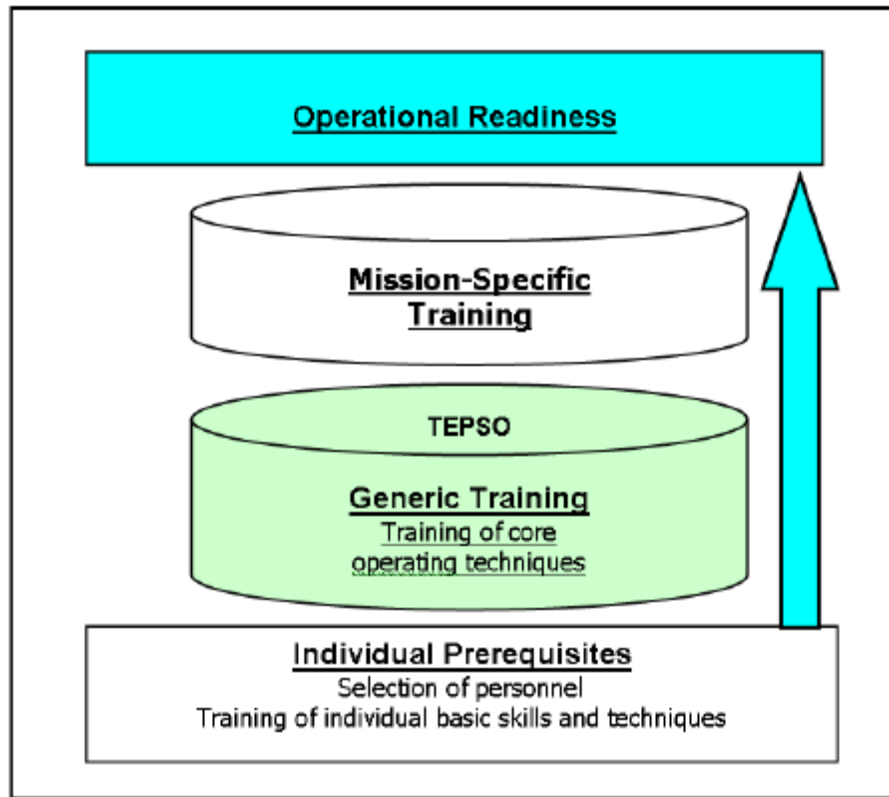 Operational Readiness
Mission-Specific
Training
TEPSO
Generic Training
Training of core
operating techniques
Individual Prerequisites
Selection of personnel
Training of individual basic skills and techniques